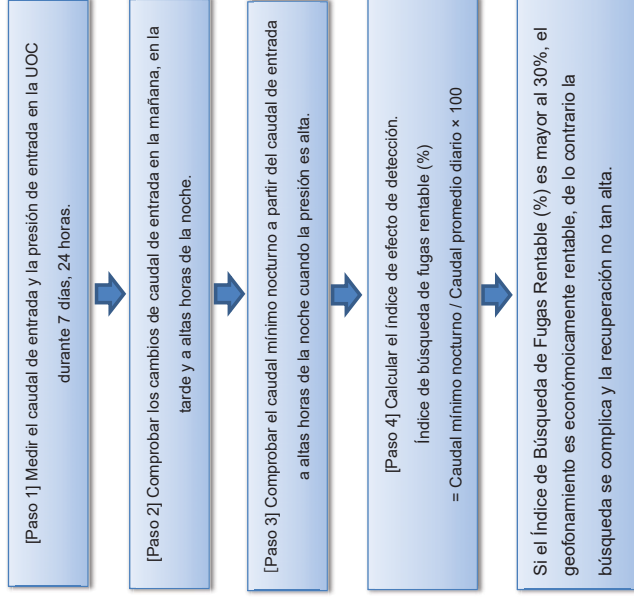 [Paso 1] Medir el caudal de entrada y la presión de entrada en la UOC
durante 7 días, 24 horas.
[Paso 2] Comprobar los cambios de caudal de entrada en la mañana, en la
tarde y a altas horas de la noche.
[Paso 3] Comprobar el caudal mínimo nocturno a partir del caudal de entrada
a altas horas de la noche cuando la presión es alta.
[Paso 4] Calcular el índice de efecto de detección.
Índice de búsqueda de fugas rentable (%)
= Caudal mínimo nocturno / Caudal promedio diario × 100
Si el Índice de Búsqueda de Fugas Rentable (%) es mayor al 30%, el
geofonamiento es económoicamente rentable, de lo contrario la
búsqueda se complica y la recuperación no tan alta.